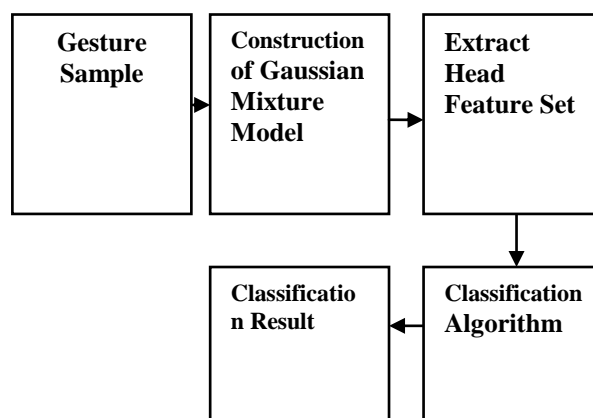 Gesture
Sample
Construction
of Gaussian
Mixture
Model
Extract
Head
Feature Set
Classification
Algorithm
Classificatio
n Result